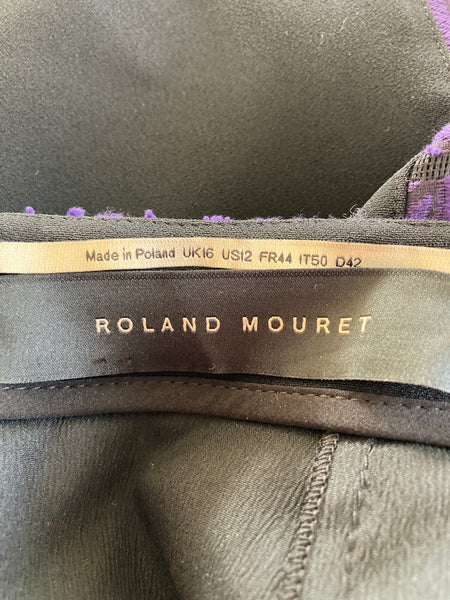 Made in Poland UK16 US12 FR44 IT50 D42
ROLAND MOURET